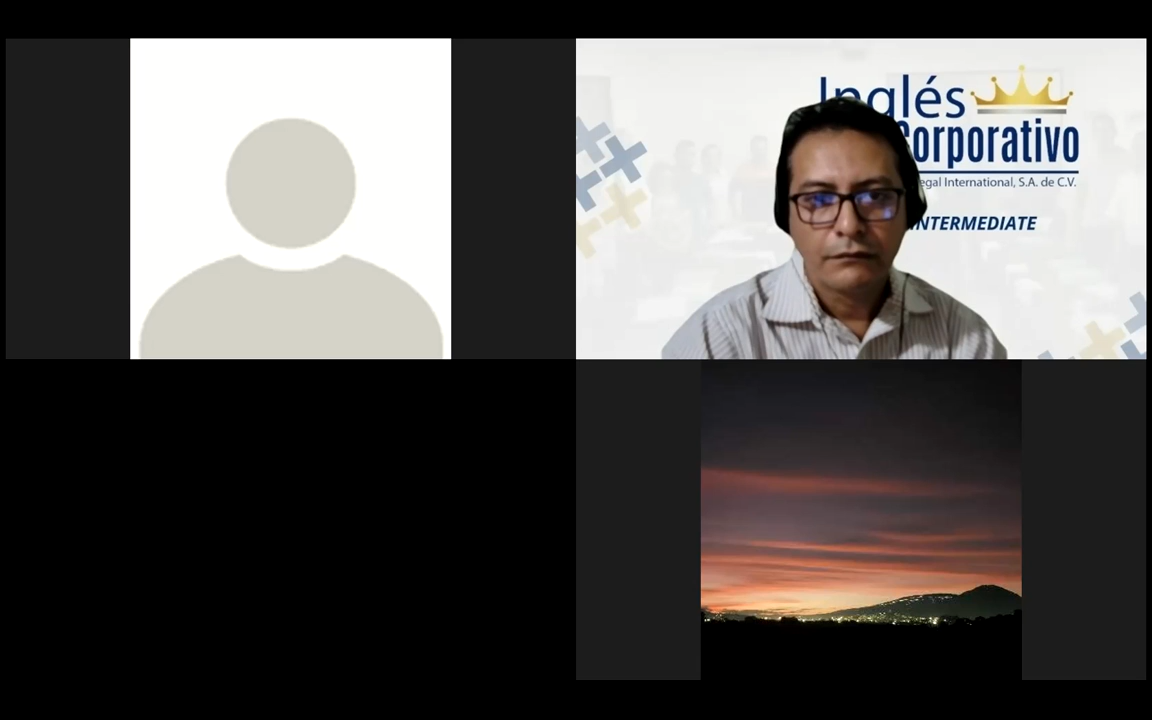 Inglés
Corporativo
egal International, S.A. de C.V.
INTERMEDIATE